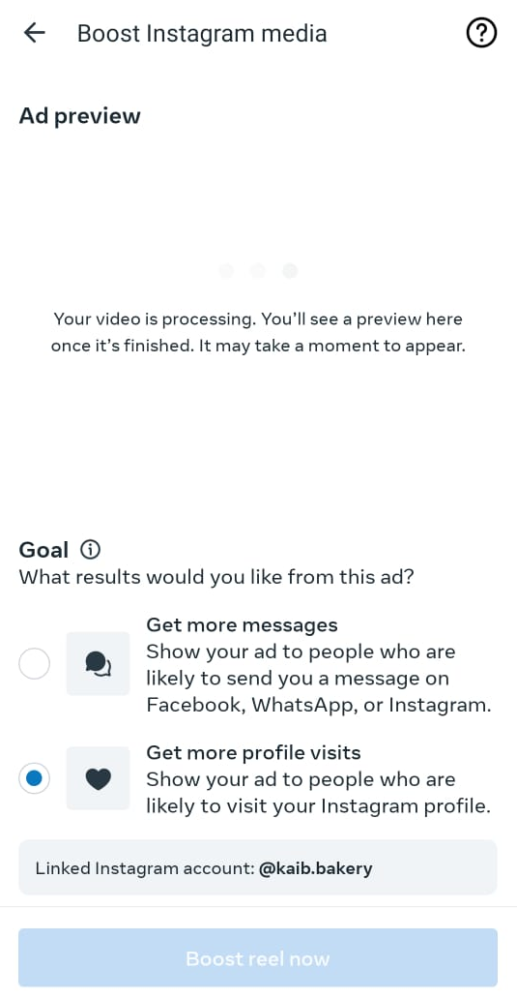 Boost Instagram media
Ad preview
Your video is processing. You’ll see a preview here
once it’s finished. It may take a moment to appear.
Goal
What results would you like from this ad?
Get more messages
Show your ad to people who are
likely to send you a message on
Facebook, WhatsApp, or Instagram.
Get more profile visits
Show your ad to people who are
likely to visit your Instagram profile.
Linked Instagram account: @kaib.bakery
Boost reel now